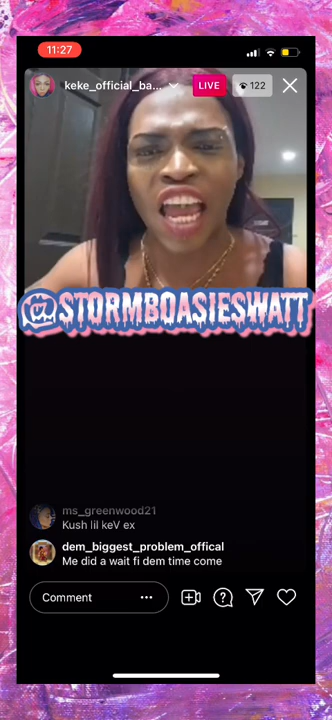 11:27
keke_official_ba...
LIVE
122
@STORMBOASIESWATT
ms_greenwood21
Kush lil keV ex
dem_biggest_problem_offical
Me did a wait fi dem time come
Comment